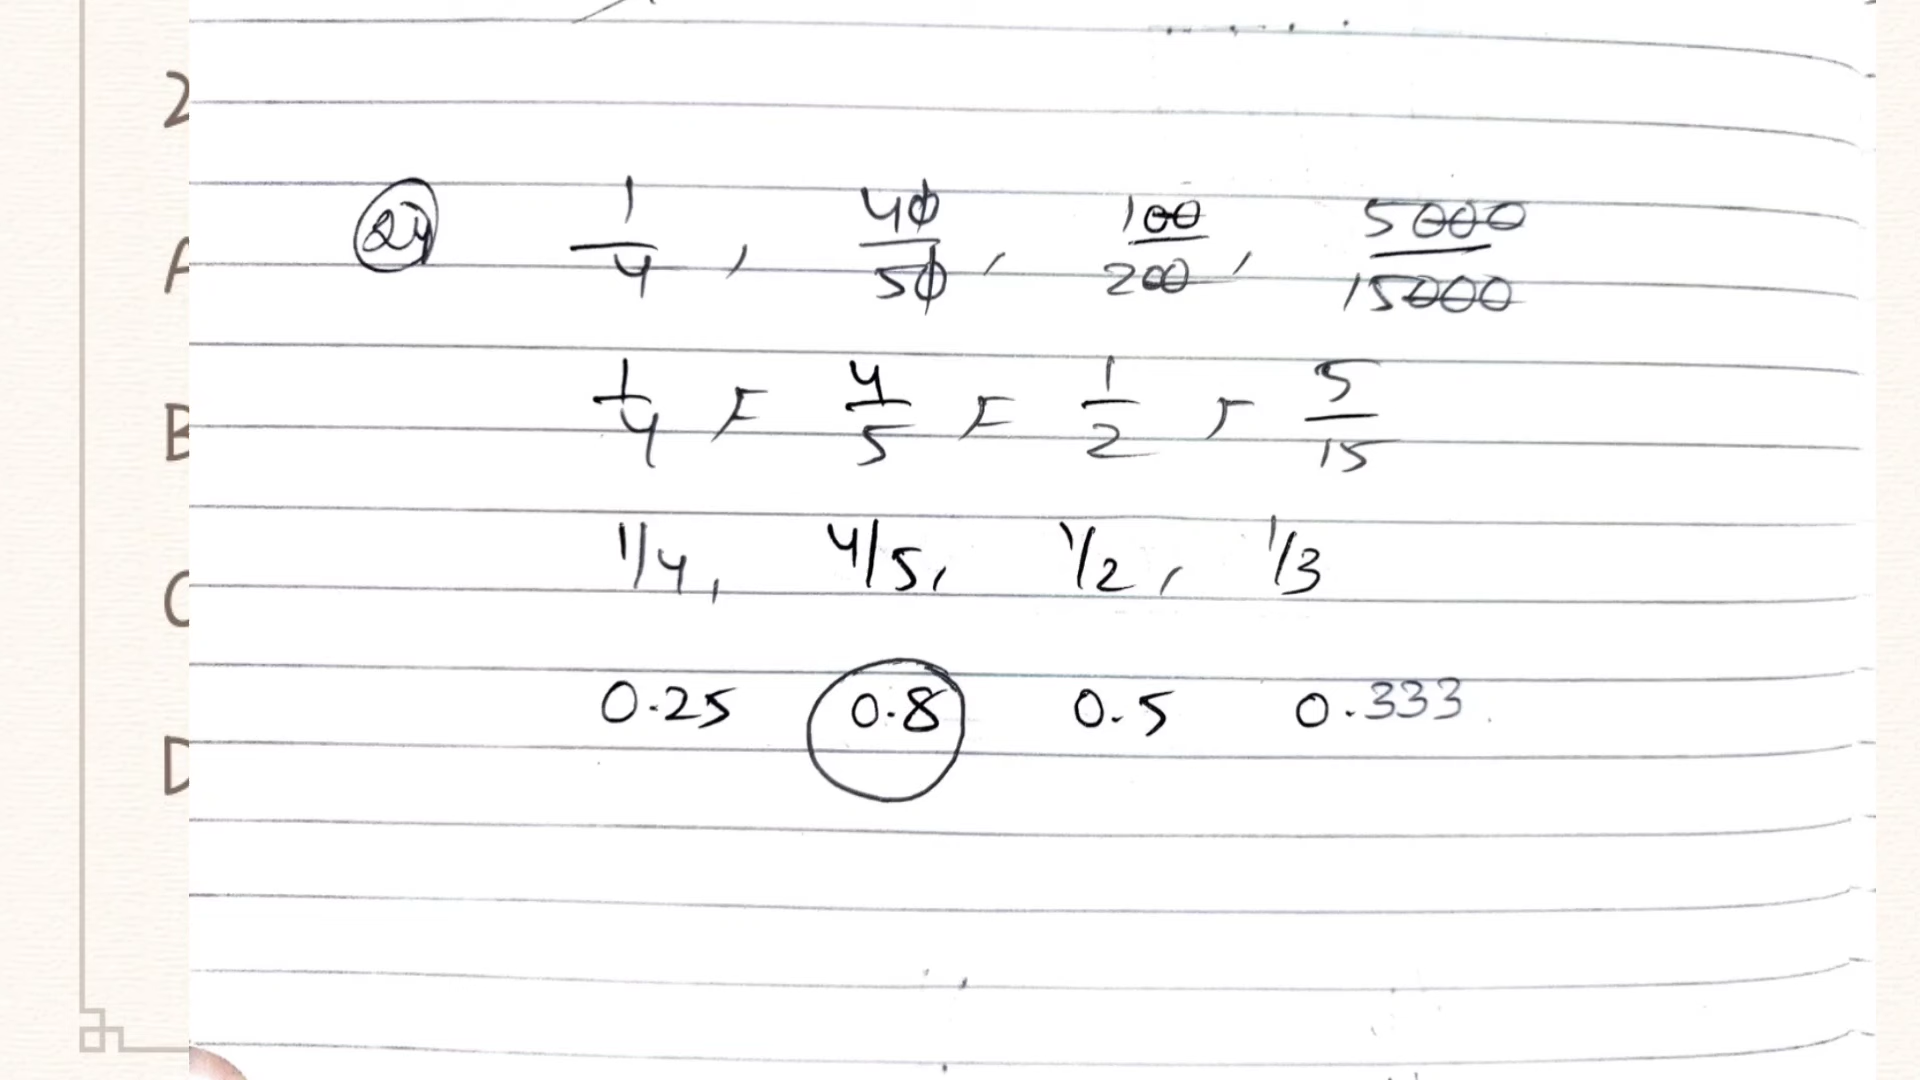 2
24 1/4 , 40/50 , 100/200 , 5000/15000
A
1/4 , 4/5 , 1/2 , 5/15
B
1/4, 4/5, 1/2, 1/3
C
0.25 0.8 0.5 0.333
D